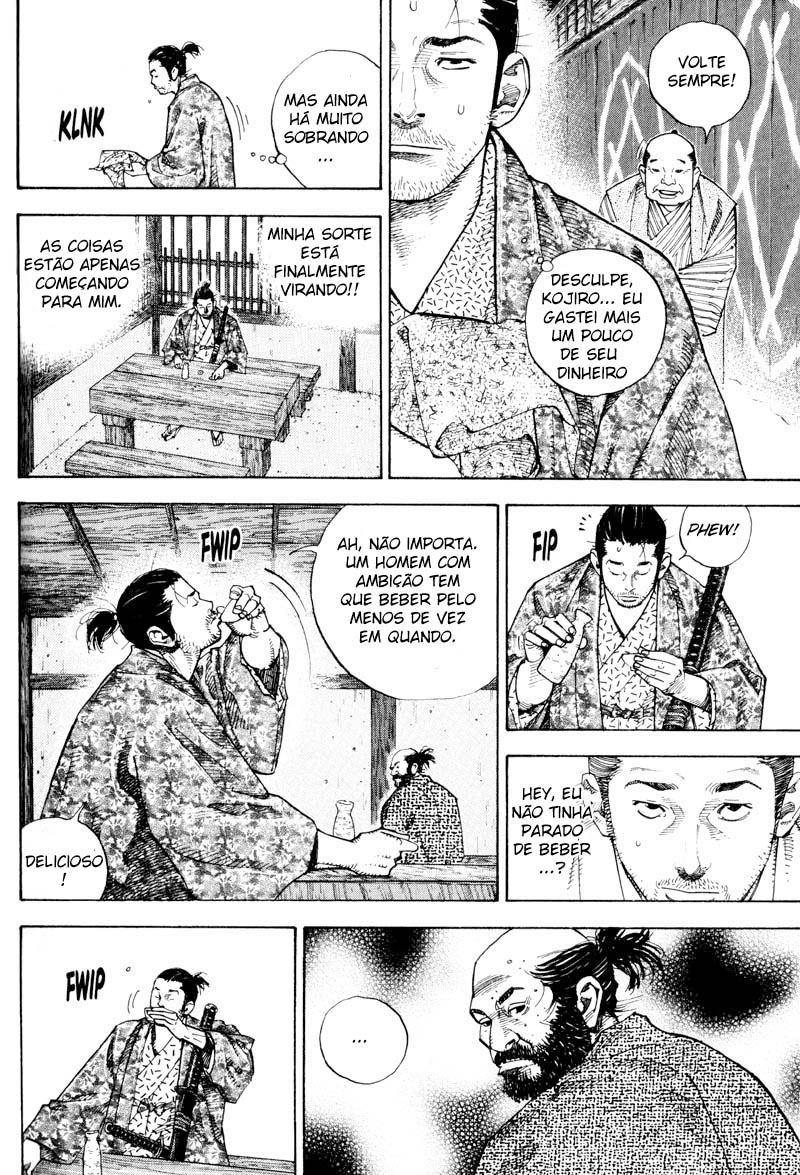 VOLTE
SEMPRE!
DESCULPE,
KOJIRO... EU
GASTEI MAIS
UM POUCO
DE SEU
DINHEIRO
MAS AINDA
HÁ MUITO
SOBRANDO
...
KLNK
MINHA SORTE
ESTÁ
FINALMENTE
VIRANDO!!
AS COISAS
ESTÃO APENAS
COMEÇANDO
PARA MIM.
PHEW!
FIP
HEY, EU
NÃO TINHA
PARADO
DE BEBER
...?
AH, NÃO IMPORTA.
UM HOMEM COM
AMBIÇÃO TEM
QUE BEBER PELO
MENOS DE VEZ
EM QUANDO.
FWIP
DELICIOSO
!
...
FWIP